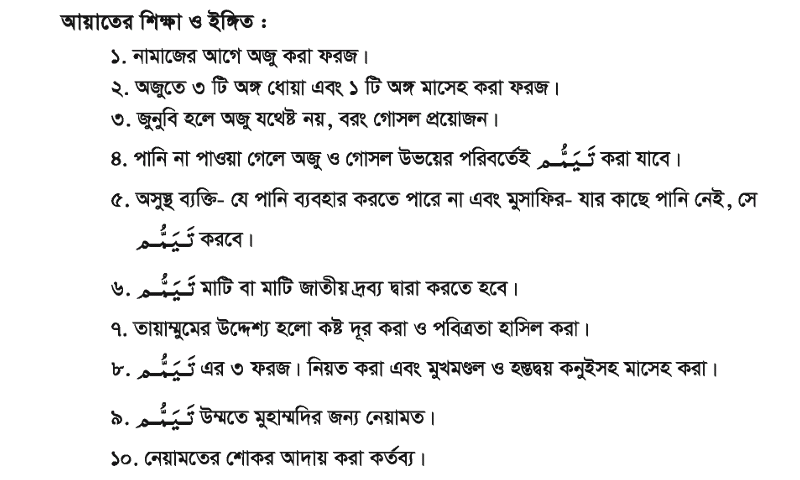 আয়াতের শিক্ষা ও ইঙ্গিত :
১. নামাজের আগে অজু করা ফরজ।
২. অজুতে ৩ টি অঙ্গ ধোয়া এবং ১ টি অঙ্গ মাসেহ করা ফরজ।
৩. জুনুবি হলে অজু যথেষ্ট নয়, বরং গোসল প্রয়োজন।
৪. পানি না পাওয়া গেলে অজু ও গোসল উভয়ের পরিবর্তেই تَيَمُّم করা যাবে।
৫. অসুস্থ ব্যক্তি- যে পানি ব্যবহার করতে পারে না এবং মুসাফির- যার কাছে পানি নেই, সে
تَيَمُّم করবে।
৬. تَيَمُّم মাটি বা মাটি জাতীয় দ্রব্য দ্বারা করতে হবে।
৭. তায়াম্মুমের উদ্দেশ্য হলো কষ্ট দূর করা ও পবিত্রতা হাসিল করা।
৮. تَيَمُّم এর ৩ ফরজ। নিয়ত করা এবং মুখমণ্ডল ও হস্তদ্বয় কনুইসহ মাসেহ করা।
৯. تَيَمُّم উম্মতে মুহাম্মদির জন্য নেয়ামত।
১০. নেয়ামতের শোকর আদায় করা কর্তব্য।